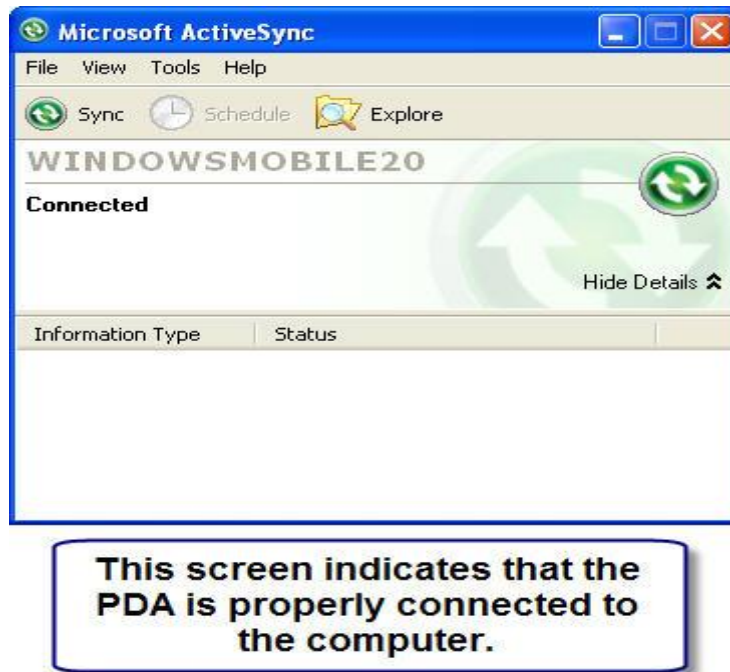 Microsoft ActiveSync
File View Tools Help
Sync Schedule Explore
WINDOWSMOBILE20
Connected
Hide Details
Information Type Status
This screen indicates that the
PDA is properly connected to
the computer.